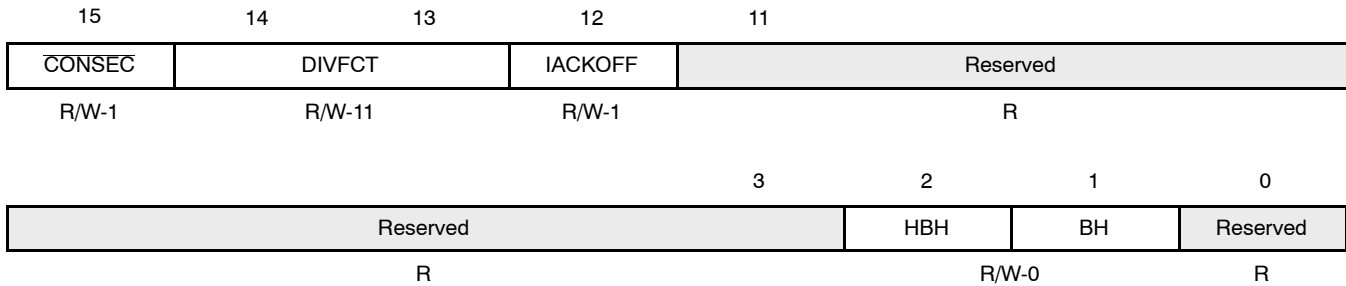 15 14 13 12 11
CONSEC DIVFCT IACKOFF Reserved
R/W-1 R/W-11 R/W-1 R
3 2 1 0
Reserved HBH BH Reserved
R R/W-0 R